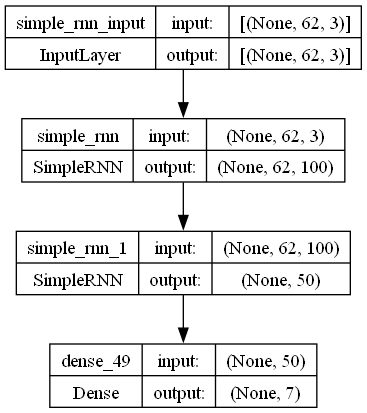 simple_rnn_input input: [(None, 62, 3)]
InputLayer output: [(None, 62, 3)]
simple_rnn input: (None, 62, 3)
SimpleRNN output: (None, 62, 100)
simple_rnn_1 input: (None, 62, 100)
SimpleRNN output: (None, 50)
dense_49 input: (None, 50)
Dense output: (None, 7)